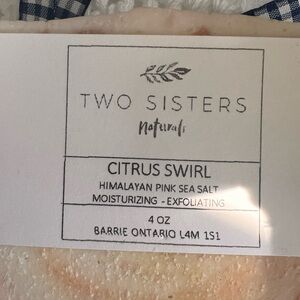 TWO SISTERS
Naturals
CITRUS SWIRL
HIMALAYAN PINK SEA SALT
MOISTURIZING - EXFOLIATING
4 OZ
BARRIE ONTARIO L4M 1S1